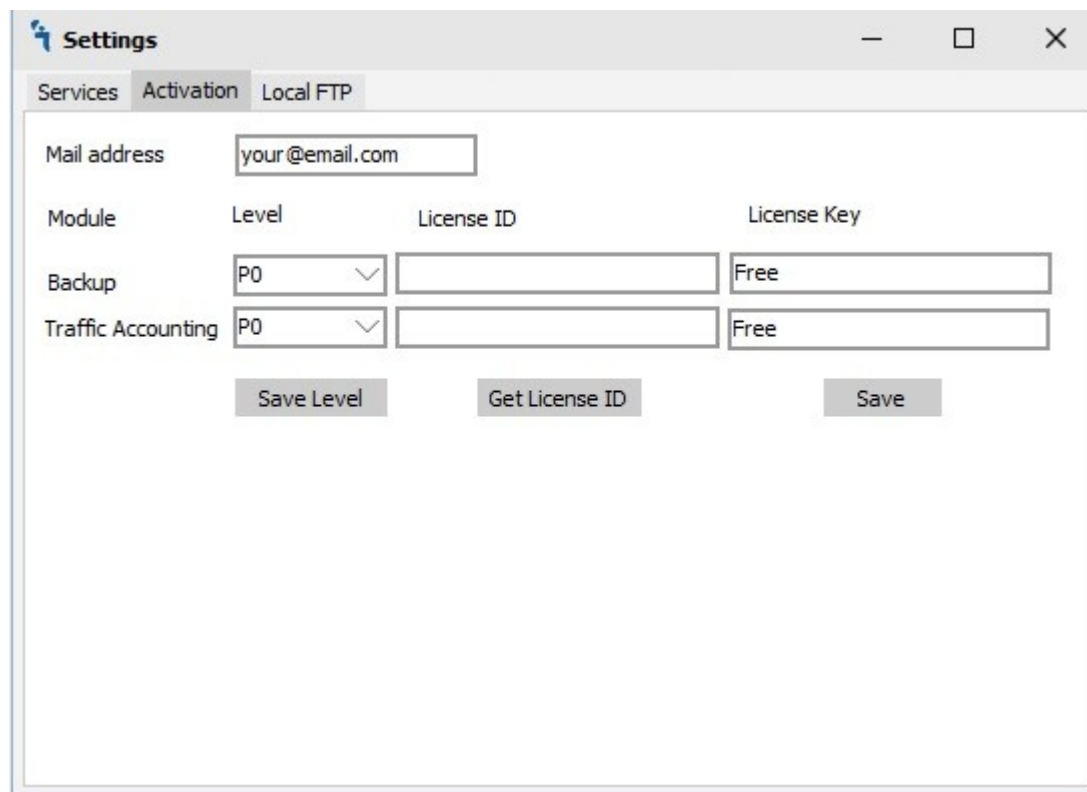 Settings
Services Activation Local FTP
Mail address your@email.com
Module Level License ID License Key
Backup P0 Free
Traffic Accounting P0 Free
Save Level Get License ID Save